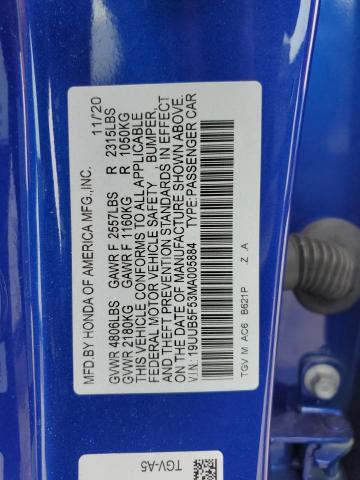 MFD BY HONDA OF AMERICA MFG.,INC. 11/20
GVWR 4806LBS GAWR F 2557LBS R 2315LBS
GVWR 2180KG GAWR F 1160KG R 1050KG
THIS VEHICLE CONFORMS TO ALL APPLICABLE
FEDERAL MOTOR VEHICLE SAFETY, BUMPER,
AND THEFT PREVENTION STANDARDS IN EFFECT
ON THE DATE OF MANUFACTURE SHOWN ABOVE.
V.I.N: 19UUB5F53MA005884 TYPE:PASSENGER CAR
TGV M AC6 B621P Z A
TGV-A5